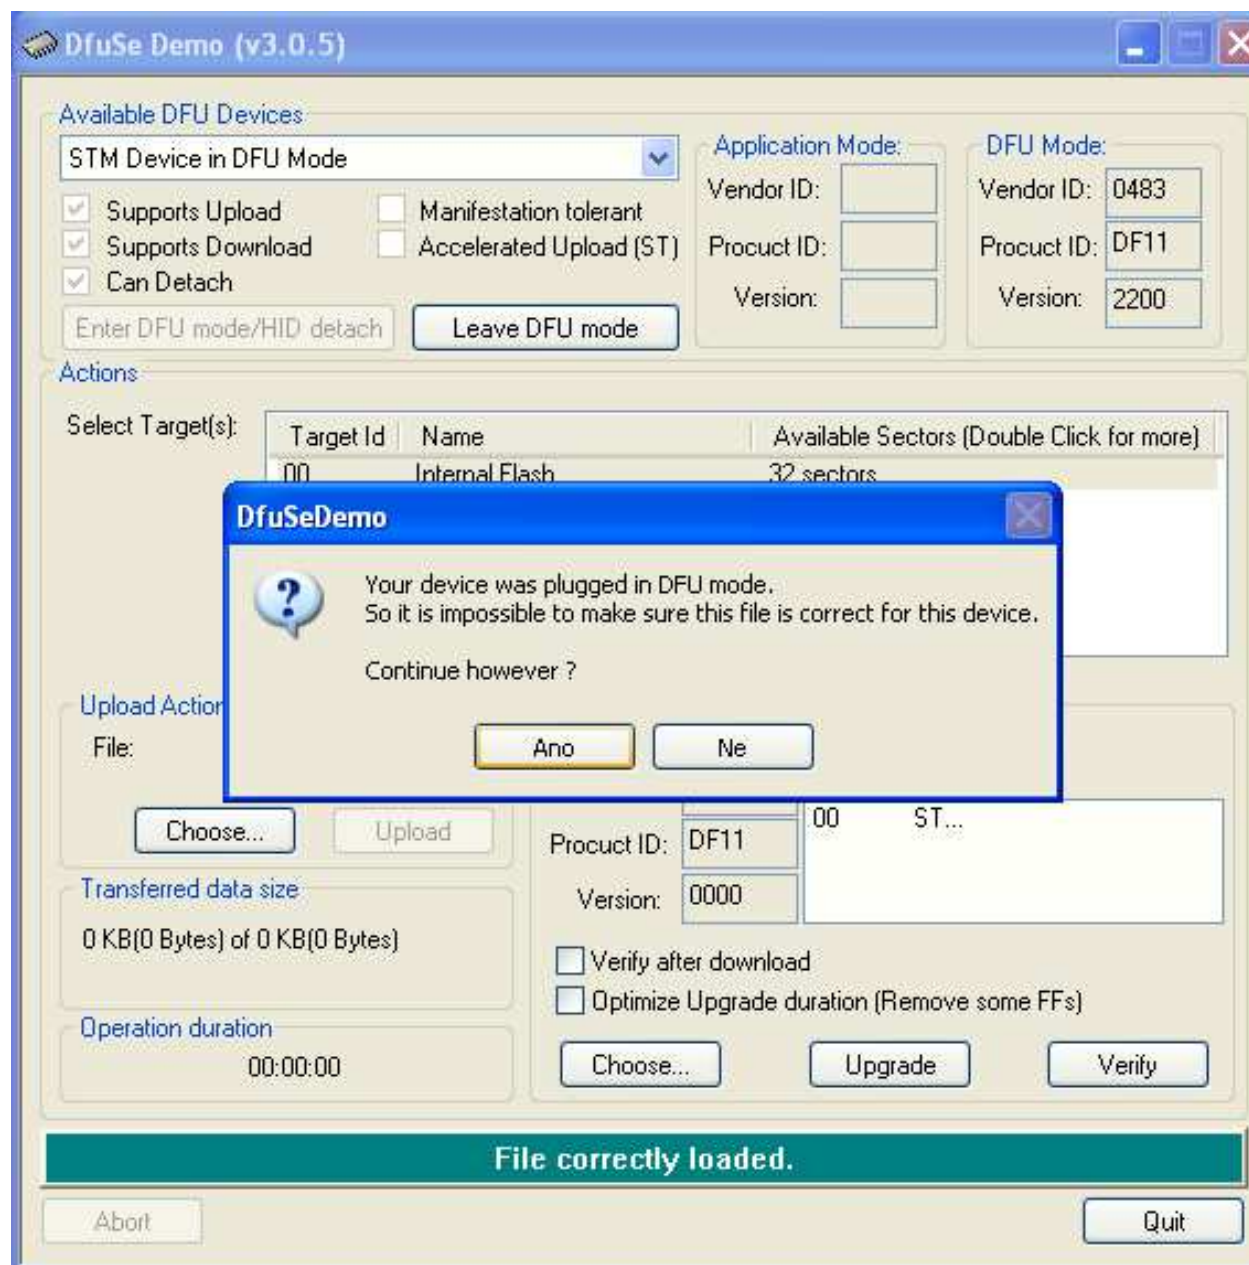 DfuSe Demo (v3.0.5)
Available DFU Devices
STM Device in DFU Mode
Supports Upload
Manifestation tolerant
Supports Download
Accelerated Upload (ST)
Can Detach
Enter DFU mode/HID detach
Leave DFU mode
Application Mode:
Vendor ID:
Procuct ID:
Version:
DFU Mode:
Vendor ID: 0483
Procuct ID: DF11
Version: 2200
Actions
Select Target(s):
Target Id Name Available Sectors (Double Click for more)
00 Internal Flash 32 sectors
DfuSeDemo
Your device was plugged in DFU mode.
So it is impossible to make sure this file is correct for this device.
Continue however ?
Ano Ne
Upload Action
File:
Choose... Upload
Transferred data size
0 KB(0 Bytes) of 0 KB(0 Bytes)
Operation duration
00:00:00
Procuct ID: DF11
Version: 0000
00 ST...
Verify after download
Optimize Upgrade duration (Remove some FFs)
Choose... Upgrade Verify
File correctly loaded.
Abort Quit